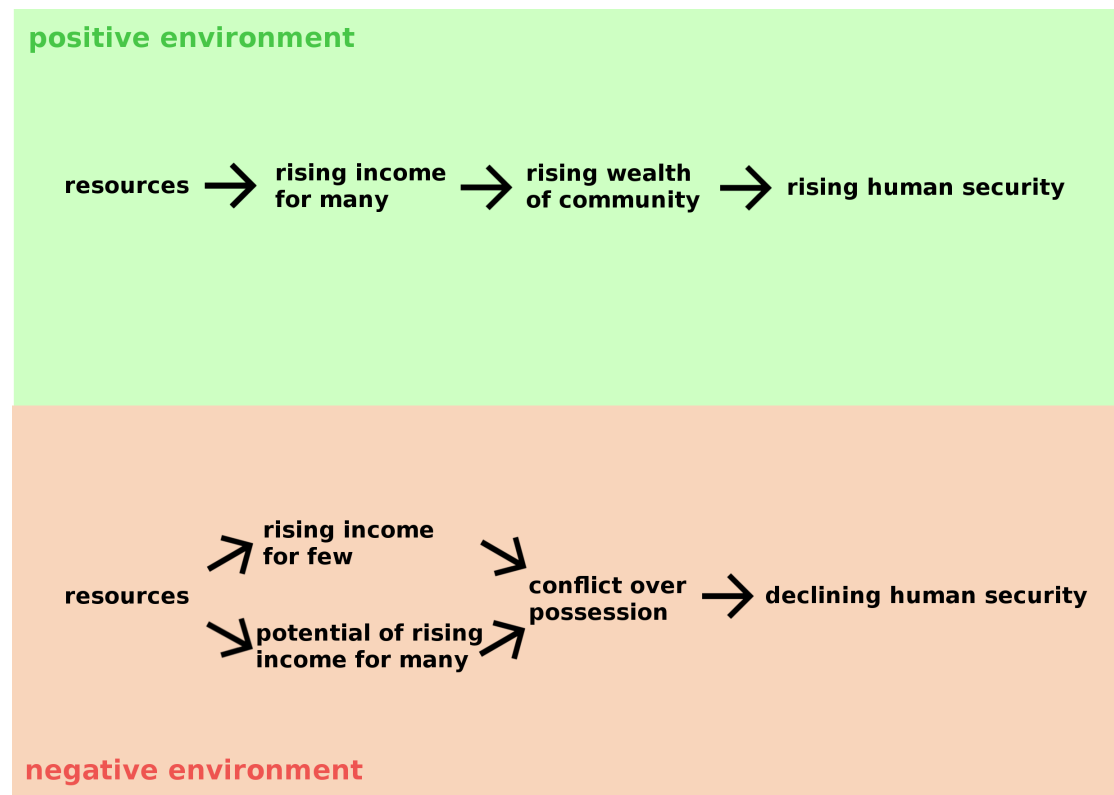 positive environment
resources
rising income
for many
rising wealth
of community
rising human security
rising income
for few
resources
potential of rising
income for many
conflict over
possession
declining human security
negative environment